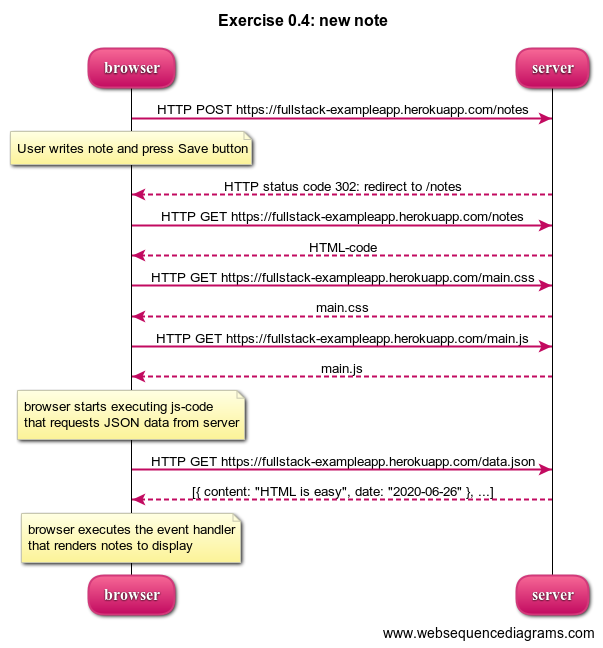 Exercise 0.4: new note
browser
server
HTTP POST https://fullstack-exampleapp.herokuapp.com/notes
User writes note and press Save button
HTTP status code 302: redirect to /notes
HTTP GET https://fullstack-exampleapp.herokuapp.com/notes
HTML-code
HTTP GET https://fullstack-exampleapp.herokuapp.com/main.css
main.css
HTTP GET https://fullstack-exampleapp.herokuapp.com/main.js
main.js
browser starts executing js-code
that requests JSON data from server
HTTP GET https://fullstack-exampleapp.herokuapp.com/data.json
[{ content: "HTML is easy", date: "2020-06-26" }, ...]
browser executes the event handler
that renders notes to display
browser
server
www.websequencediagrams.com